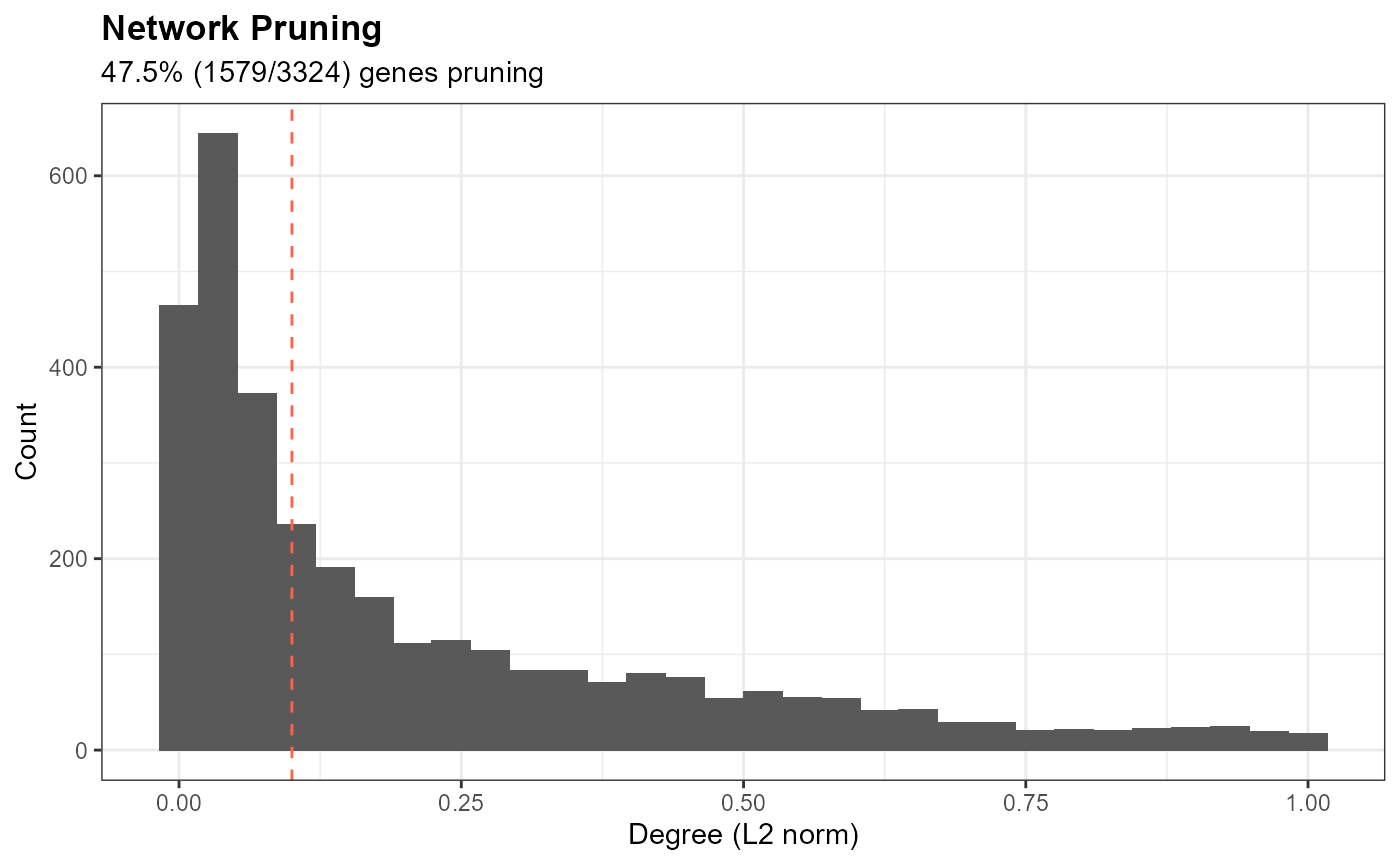 Network Pruning
47.5% (1579/3324) genes pruning
600
400
200
0
Count
0.00 0.25 0.50 0.75 1.00
Degree (L2 norm)